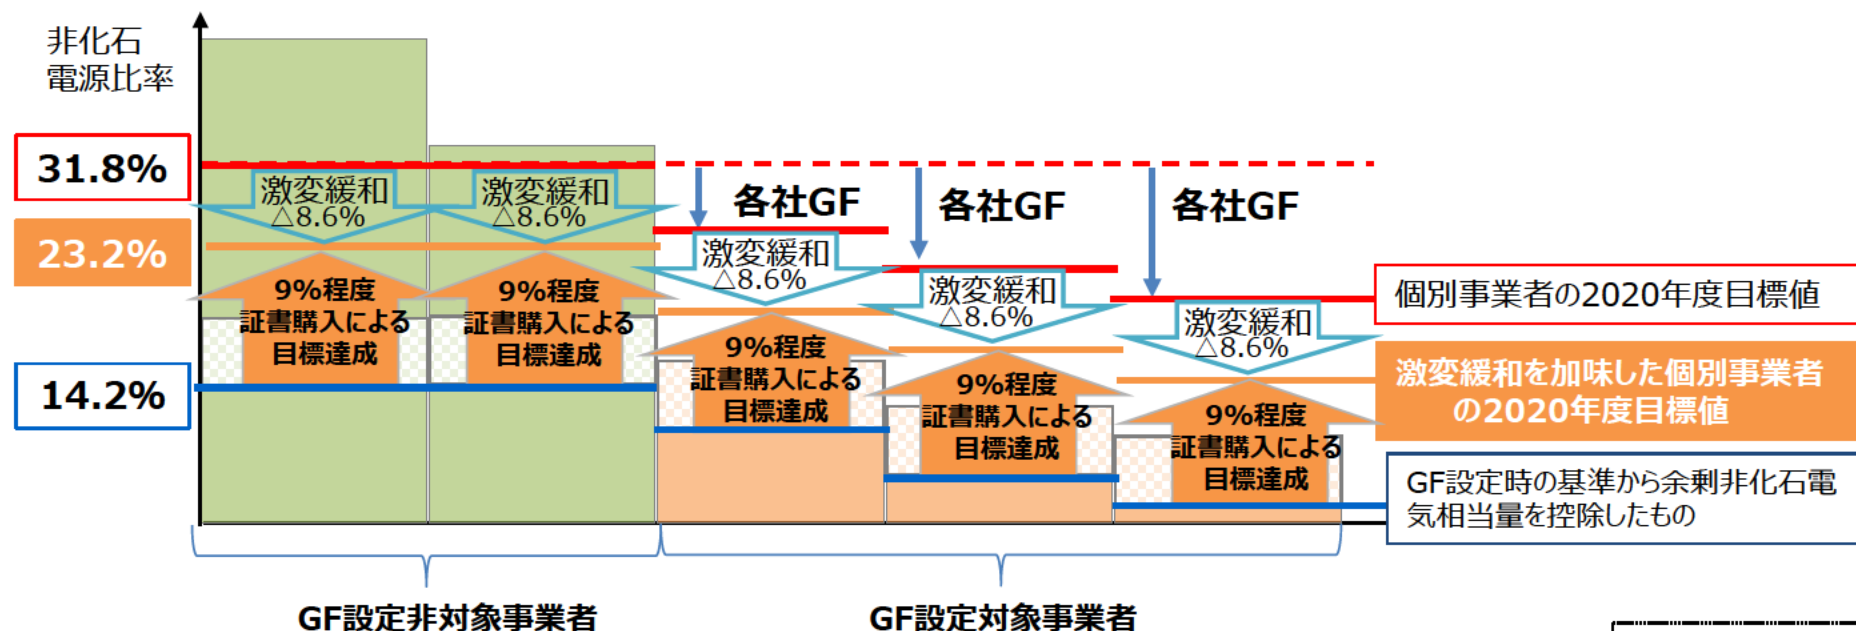 非化石
電源比率
31.8%
23.2%
14.2%
激変緩和
△8.6%
激変緩和
△8.6%
各社GF
各社GF
各社GF
激変緩和
△8.6%
激変緩和
△8.6%
激変緩和
△8.6%
9%程度
証書購入による
目標達成
9%程度
証書購入による
目標達成
9%程度
証書購入による
目標達成
9%程度
証書購入による
目標達成
9%程度
証書購入による
目標達成
個別事業者の2020年度目標値
激変緩和を加味した個別事業者
の2020年度目標値
GF設定時の基準から余剰非化石電
気相当量を控除したもの
GF設定非対象事業者
GF設定対象事業者